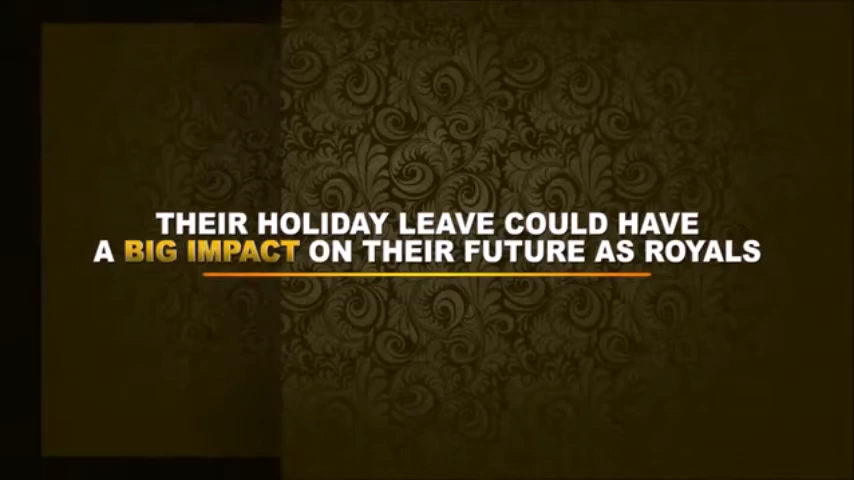 THEIR HOLIDAY LEAVE COULD HAVE
A BIG IMPACT ON THEIR FUTURE AS ROYALS